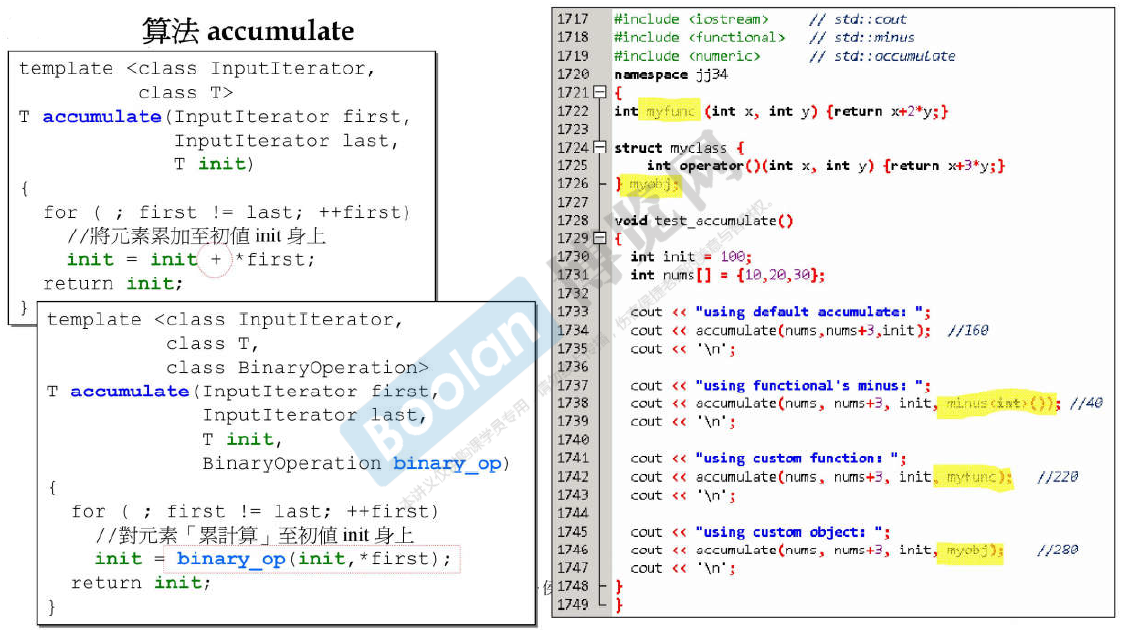 算法 accumulate
template <class InputIterator,
class T>
T accumulate(InputIterator first,
InputIterator last,
T init)
{
for ( ; first != last; ++first)
//將元素累加至初值 init 身上
init = init + *first;
return init;
}
template <class InputIterator,
class T,
class BinaryOperation>
T accumulate(InputIterator first,
InputIterator last,
T init,
BinaryOperation binary_op)
{
for ( ; first != last; ++first)
//對元素「累計算」至初值 init 身上
init = binary_op(init,*first);
return init;
}
1717 #include <iostream> // std::cout
1718 #include <functional> // std::minus
1719 #include <numeric> // std::accumulate
1720 namespace jj34
1721 {
1722 int myfunc (int x, int y) {return x+2*y;}
1723
1724 struct myclass {
1725 int operator()(int x, int y) {return x+3*y;}
1726 } myobj;
1727
1728 void test_accumulate()
1729 {
1730 int init = 100;
1731 int nums[] = {10,20,30};
1732
1733 cout << "using default accumulate: ";
1734 cout << accumulate(nums,nums+3,init); //160
1735 cout << '\n';
1736
1737 cout << "using functional's minus: ";
1738 cout << accumulate(nums, nums+3, init, minus<int>()); //40
1739 cout << '\n';
1740
1741 cout << "using custom function: ";
1742 cout << accumulate(nums, nums+3, init, myfunc); //220
1743 cout << '\n';
1744
1745 cout << "using custom object: ";
1746 cout << accumulate(nums, nums+3, init, myobj); //280
1747 cout << '\n';
1748 }
1749 }
Boolan
博览网